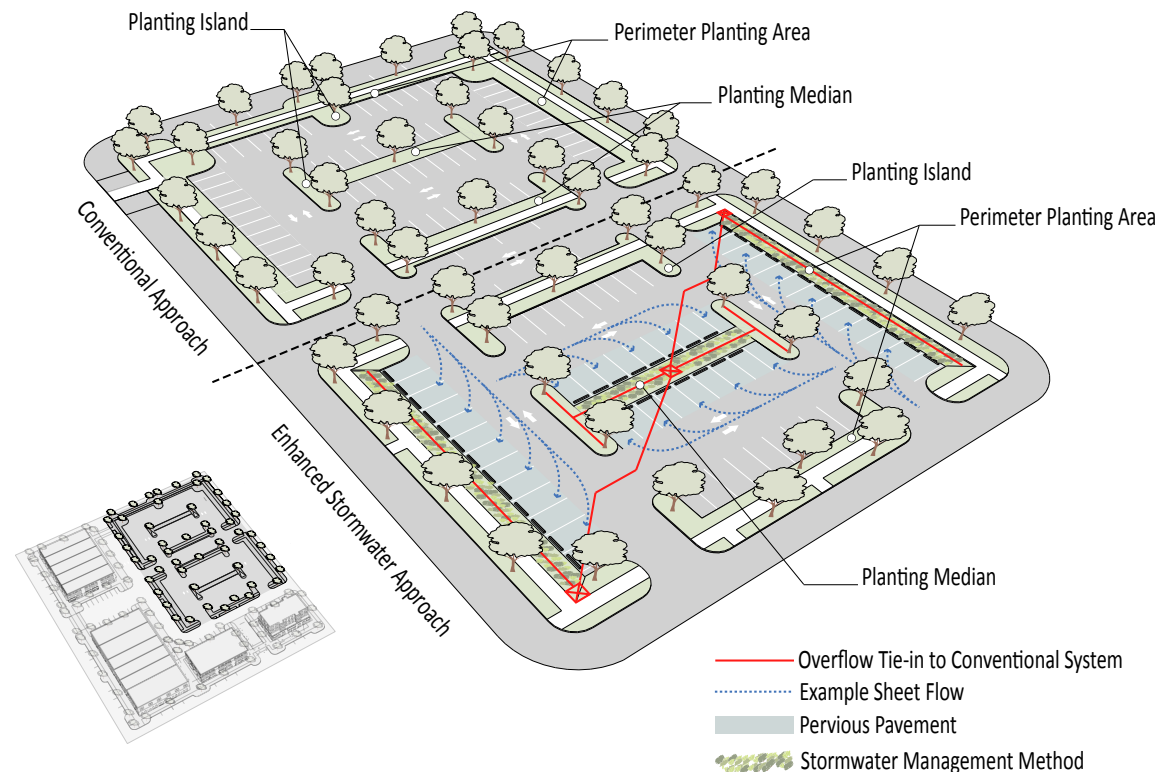 Planting Island
Perimeter Planting Area
Planting Median
Planting Island
Perimeter Planting Area
Conventional Approach
Enhanced Stormwater Approach
Planting Median
Overflow Tie-in to Conventional System
Example Sheet Flow
Pervious Pavement
Stormwater Management Method